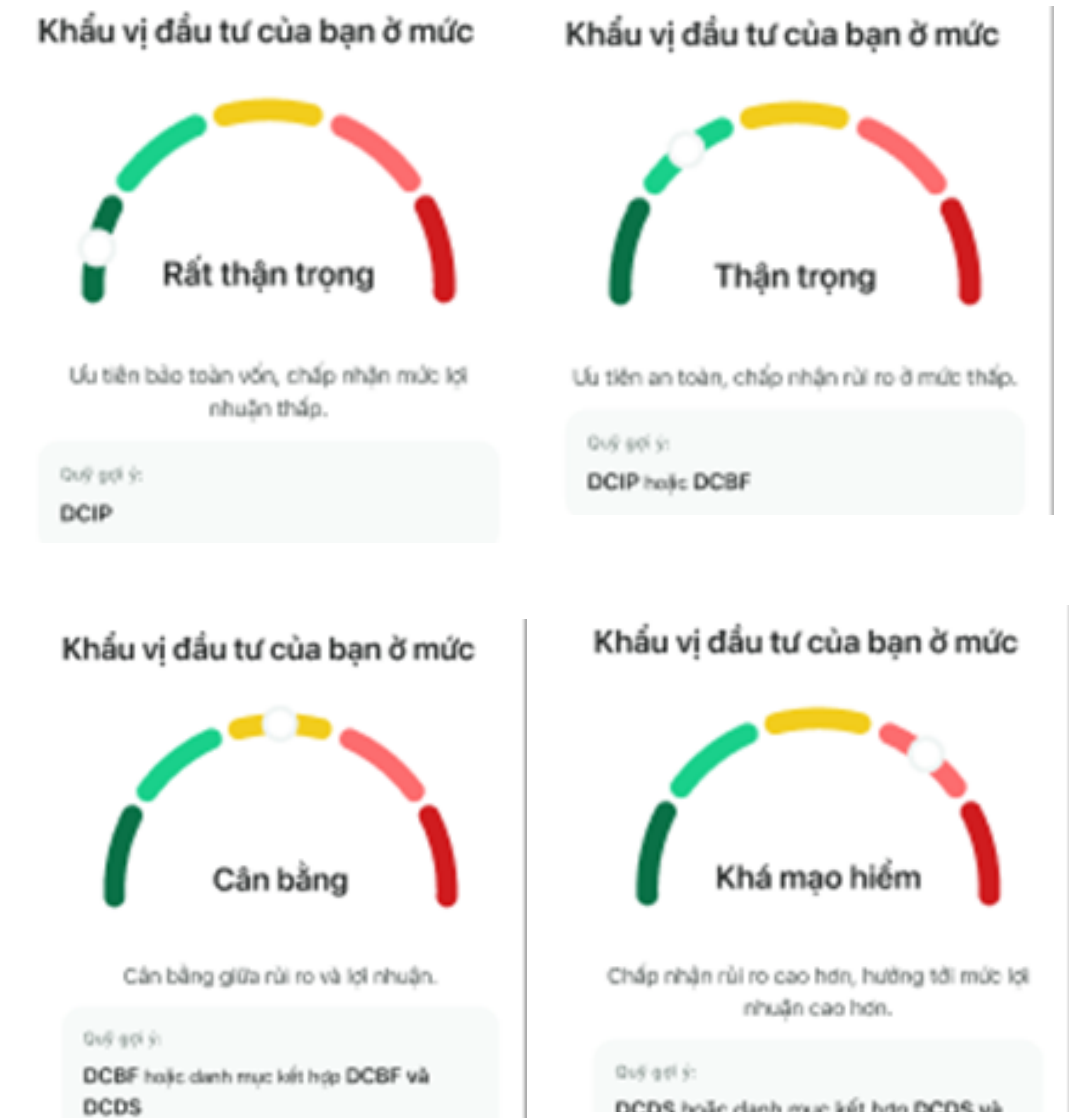 Khẩu vị đầu tư của bạn ở mức
Rất thận trọng
Ưu tiên bảo toàn vốn, chấp nhận mức lợi
nhuận thấp.
Quỹ gợi ý:
DCIP
Khẩu vị đầu tư của bạn ở mức
Thận trọng
Ưu tiên an toàn, chấp nhận rủi ro ở mức thấp.
Quỹ gợi ý:
DCIP hoặc DCBF
Khẩu vị đầu tư của bạn ở mức
Cân bằng
Cân bằng giữa rủi ro và lợi nhuận.
Quỹ gợi ý:
DCBF hoặc danh mục kết hợp DCBF và
DCDS
Khẩu vị đầu tư của bạn ở mức
Khá mạo hiểm
Chấp nhận rủi ro cao hơn, hướng tới mức lợi
nhuận cao hơn.
Quỹ gợi ý:
DCDS hoặc danh mục kết hợp DCDS và